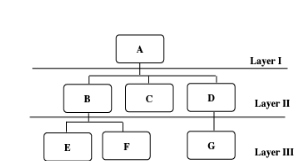 A
Layer I
B C D
Layer II
E F G
Layer III